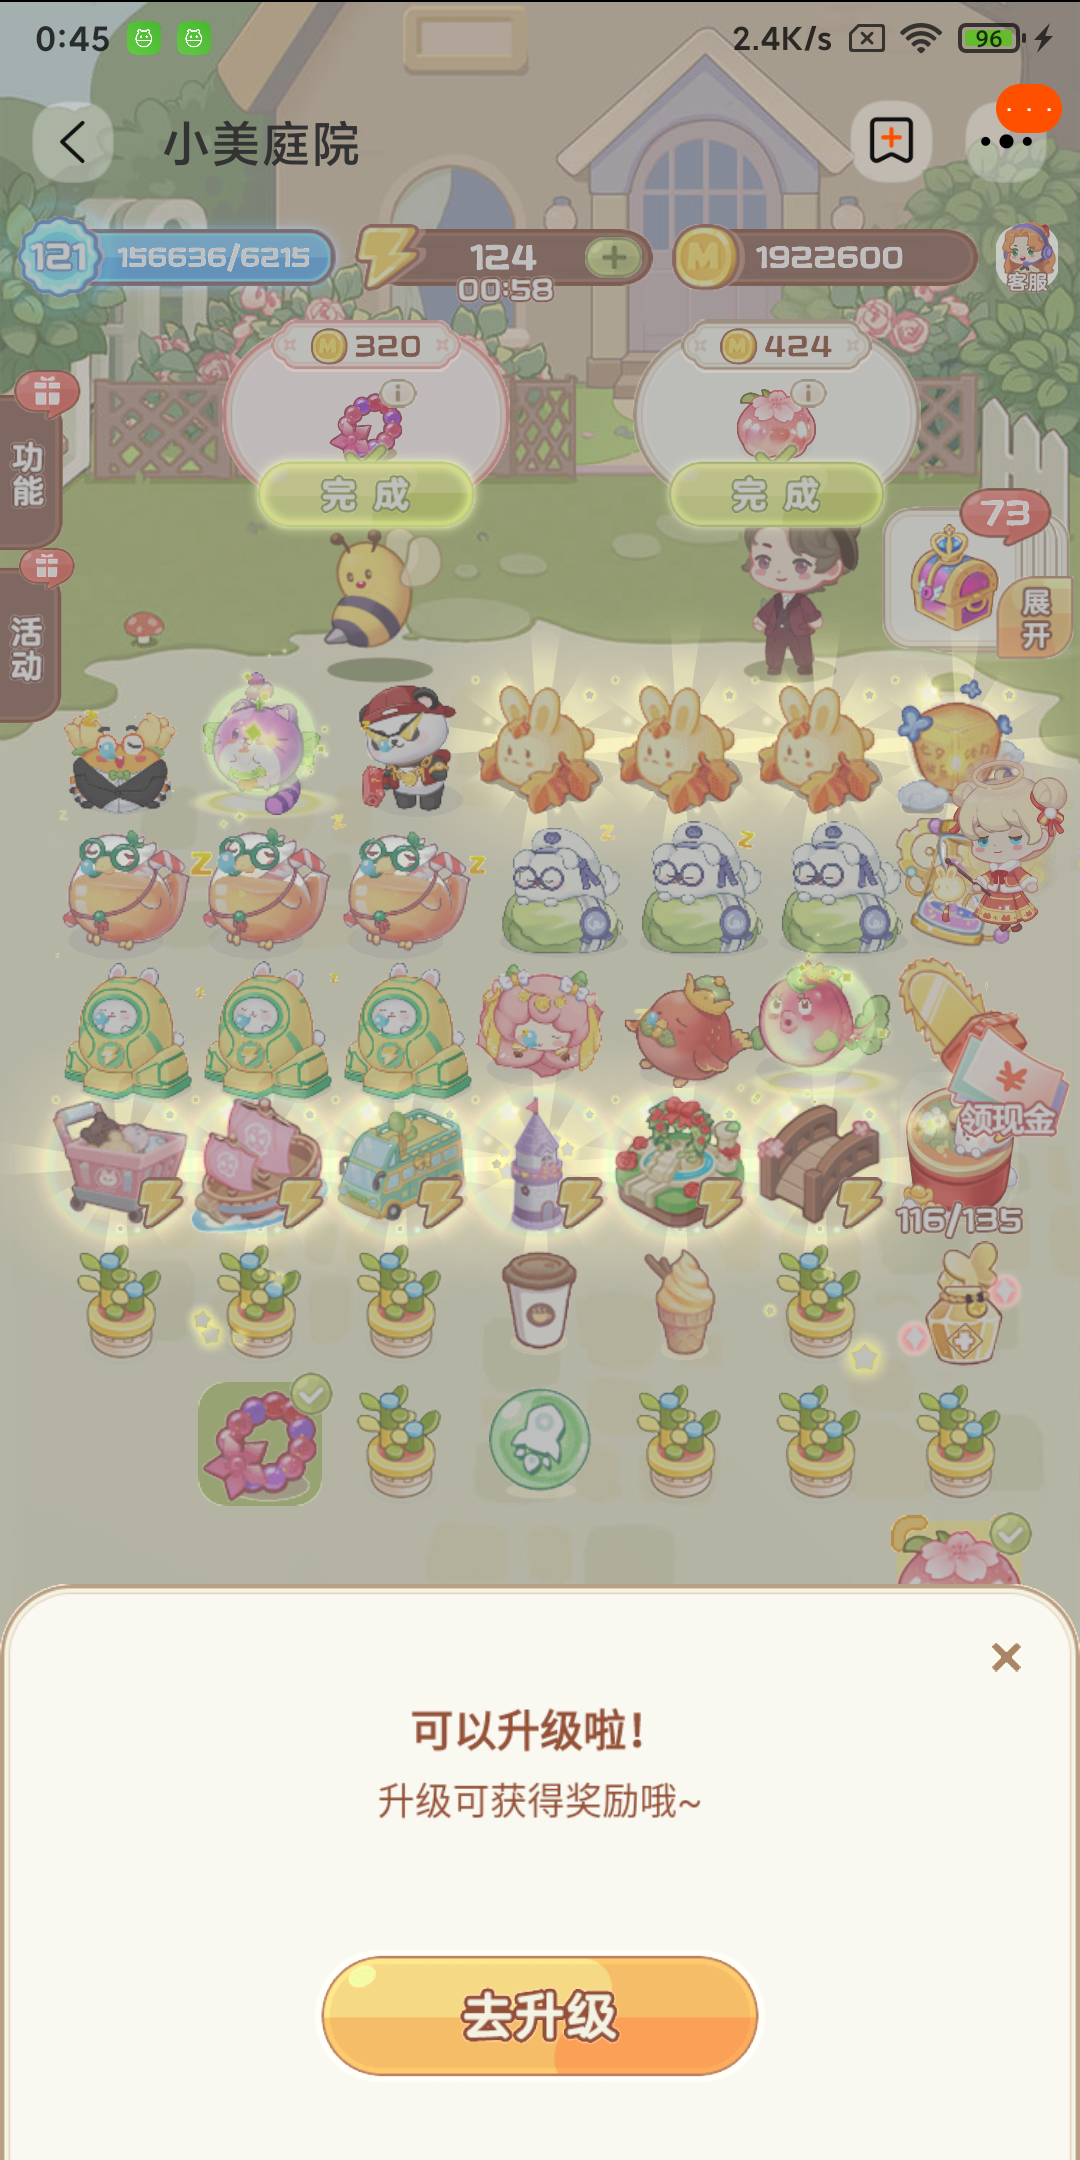 0:45
2.4K/s
96
小美庭院
121
156636/6215
124
00:58
1922600
客服
320
424
功能
完成
完成
73
展开
活动
领现金
116/135
可以升级啦!
升级可获得奖励哦~
去升级